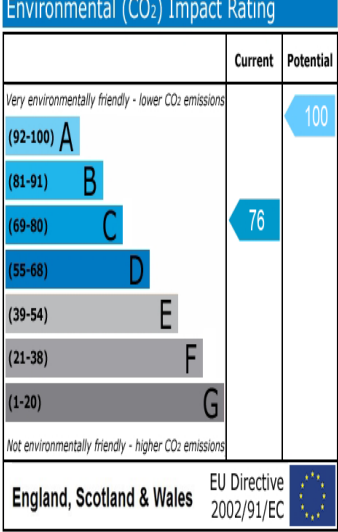 Environmental (CO2) Impact Rating
Current Potential
Very environmentally friendly - lower CO2 emissions
(92-100) A
100
(81-91) B
(69-80) C
76
(55-68) D
(39-54) E
(21-38) F
(1-20) G
Not environmentally friendly - higher CO2 emissions
England, Scotland & Wales
EU Directive
2002/91/EC